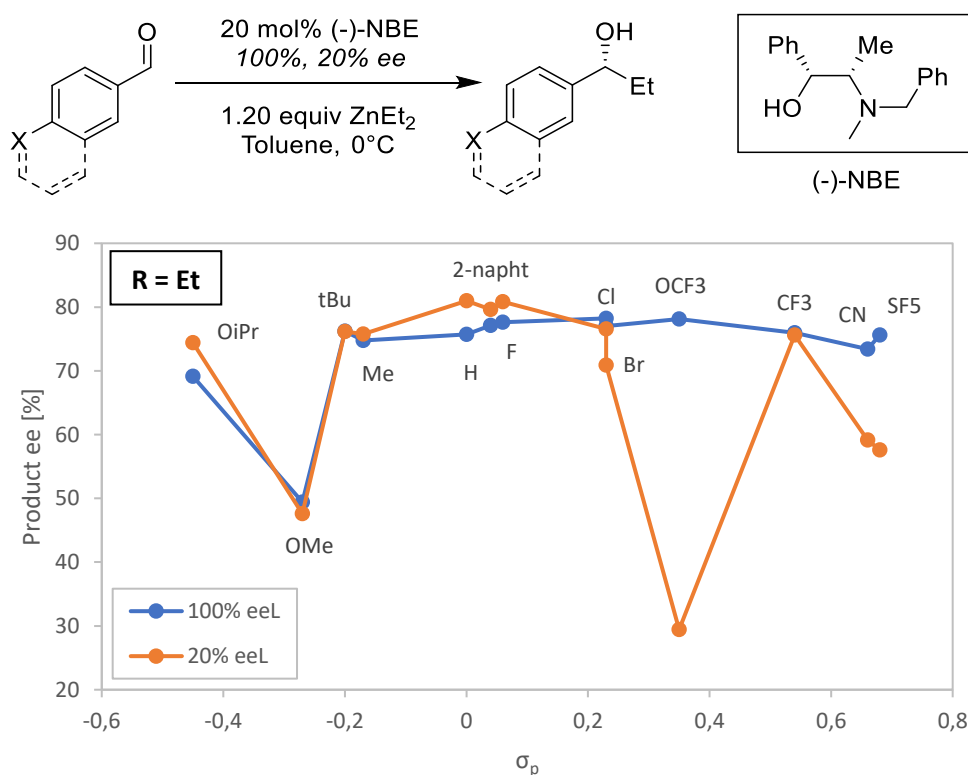 O
20 mol% (-)-NBE
100%, 20% ee
1.20 equiv ZnEt2
Toluene, 0°C
X
OH
Et
X
Ph
Me
HO
N
Ph
(-)-NBE
R = Et
Product ee [%]
90
80
70
60
50
40
30
20
OiPr
OMe
tBu
Me
2-napht
H
F
Cl
Br
OCF3
CF3
CN
SF5
100% eeL
20% eeL
-0,6
-0,4
-0,2
0
0,2
0,4
0,6
0,8
σp